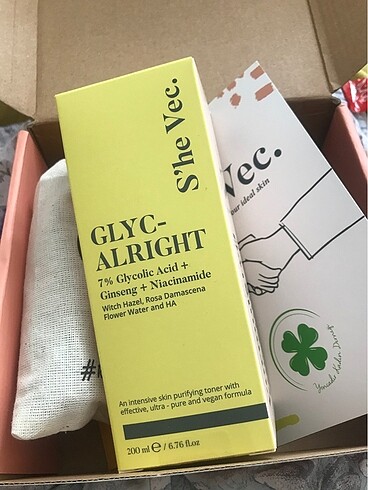 S'he Vec.
GLYC-
ALRIGHT
7% Glycolic Acid +
Ginseng + Niacinamide
Witch Hazel, Rosa Damascena
Flower Water and HA
An intensive skin purifying toner with
effective, ultra - pure and vegan formula
200 ml e / 6.76 fl.oz
Vec.
our ideal skin
#